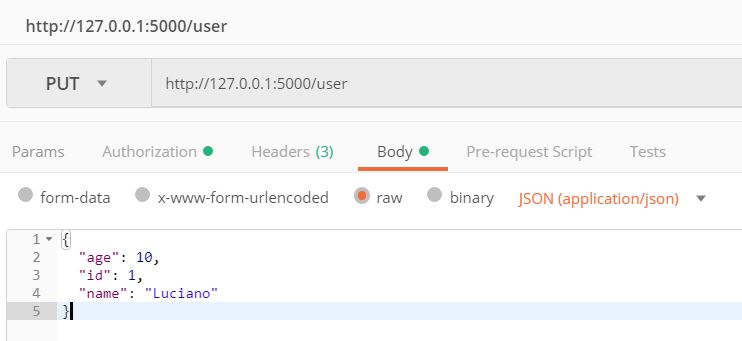 http://127.0.0.1:5000/user
PUT http://127.0.0.1:5000/user
Params Authorization Headers (3) Body Pre-request Script Tests
form-data x-www-form-urlencoded raw binary JSON (application/json)
1 {
2 "age": 10,
3 "id": 1,
4 "name": "Luciano"
5 }